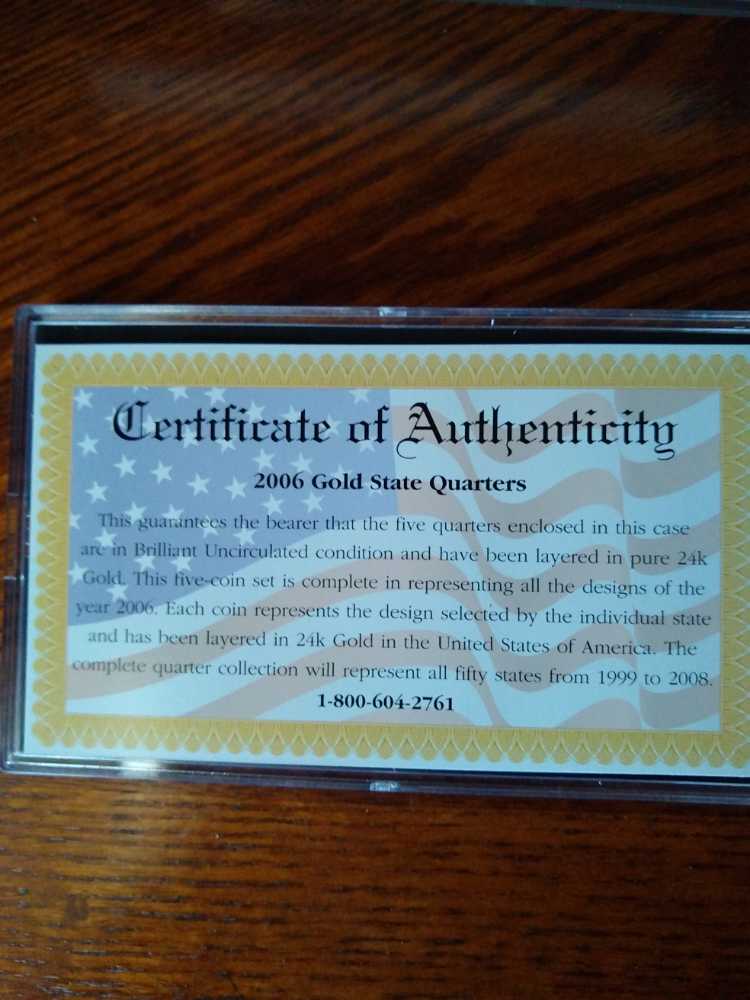 Certificate of Authenticity
2006 Gold State Quarters
This guarantees the bearer that the five quarters enclosed in this case
are in Brilliant Uncirculated condition and have been layered in pure 24k
Gold. This five-coin set is complete in representing all the designs of the
year 2006. Each coin represents the design selected by the individual state
and has been layered in 24k Gold in the United States of America. The
complete quarter collection will represent all fifty states from 1999 to 2008.
1-800-604-2761